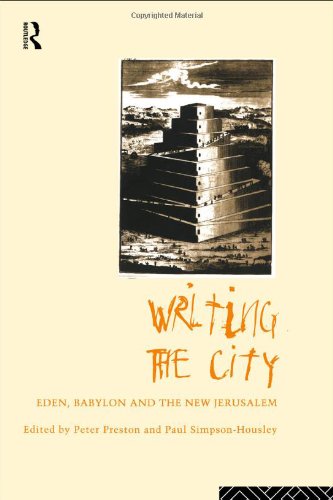 Copyrighted Material
ROUTLEDGE
WRITING
THE CITY
EDEN, BABYLON AND THE NEW JERUSALEM
Edited by Peter Preston and Paul Simpson-Housley